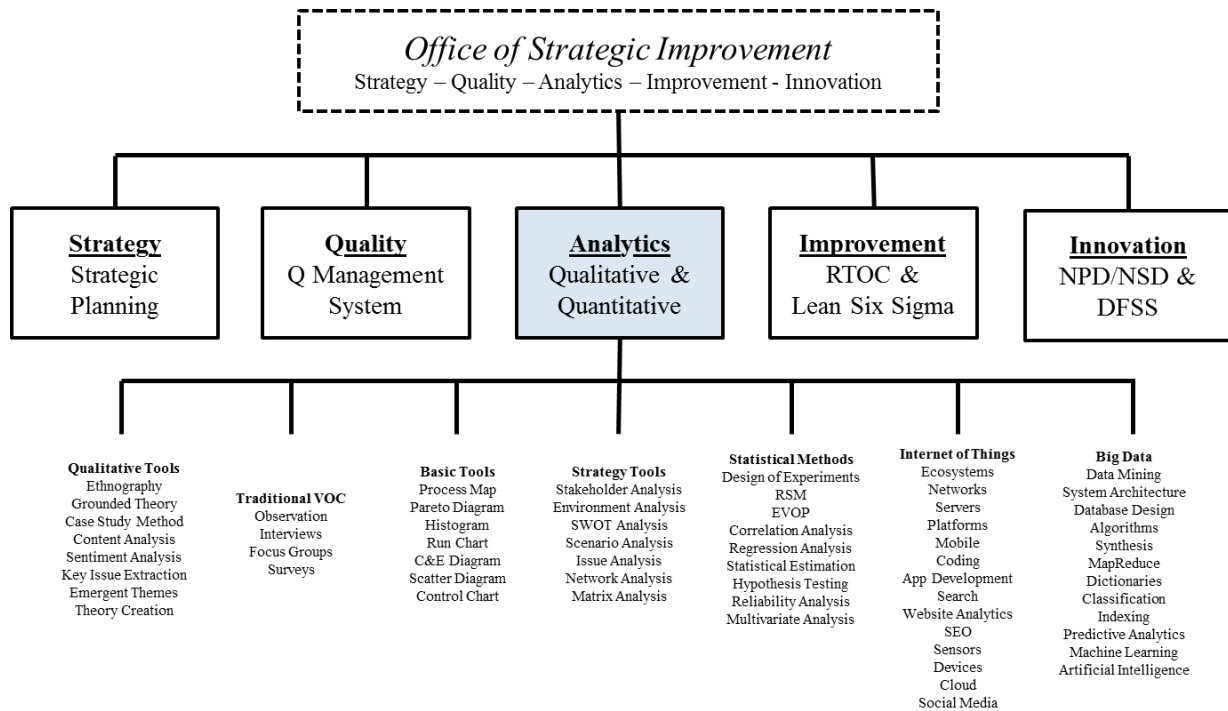 Office of Strategic Improvement
Strategy – Quality – Analytics – Improvement - Innovation
Strategy
Strategic
Planning
Quality
Q Management
System
Analytics
Qualitative &
Quantitative
Improvement
RTOC &
Lean Six Sigma
Innovation
NPD/NSD &
DFSS
Qualitative Tools
Ethnography
Grounded Theory
Case Study Method
Content Analysis
Sentiment Analysis
Key Issue Extraction
Emergent Themes
Theory Creation
Traditional VOC
Observation
Interviews
Focus Groups
Surveys
Basic Tools
Process Map
Pareto Diagram
Histogram
Run Chart
C&E Diagram
Scatter Diagram
Control Chart
Strategy Tools
Stakeholder Analysis
Environment Analysis
SWOT Analysis
Scenario Analysis
Issue Analysis
Network Analysis
Matrix Analysis
Statistical Methods
Design of Experiments
RSM
EVOP
Correlation Analysis
Regression Analysis
Statistical Estimation
Hypothesis Testing
Reliability Analysis
Multivariate Analysis
Internet of Things
Ecosystems
Networks
Servers
Platforms
Mobile
Coding
App Development
Search
Website Analytics
SEO
Sensors
Devices
Cloud
Social Media
Big Data
Data Mining
System Architecture
Database Design
Algorithms
Synthesis
MapReduce
Dictionaries
Classification
Indexing
Predictive Analytics
Machine Learning
Artificial Intelligence